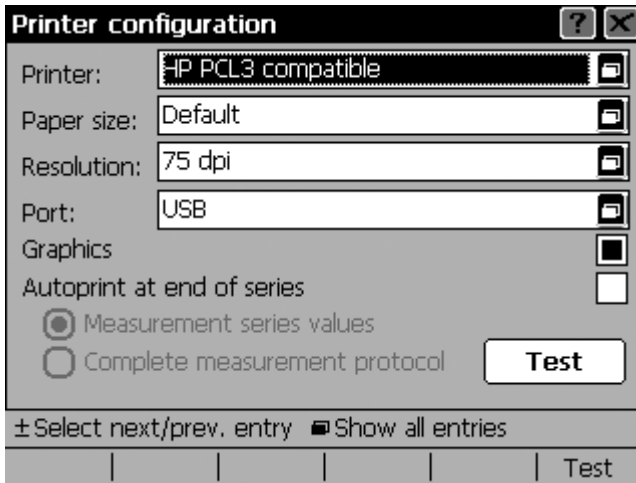 Printer configuration ? X
Printer: HP PCL3 compatible
Paper size: Default
Resolution: 75 dpi
Port: USB
Graphics
Autoprint at end of series
Measurement series values
Complete measurement protocol Test
±Select next/prev. entry Show all entries
Test